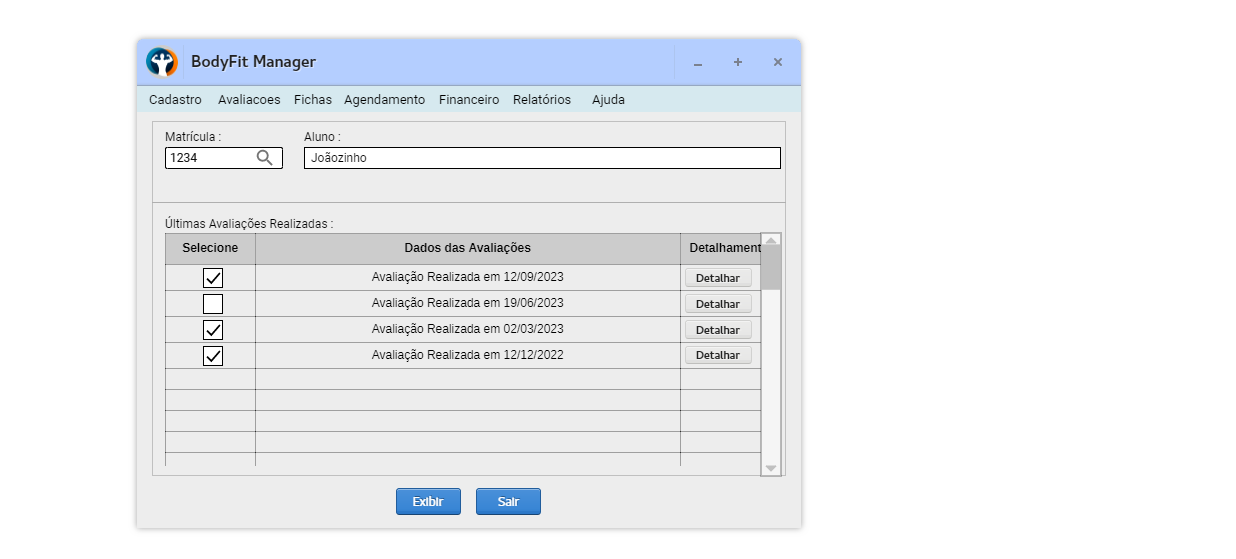 BodyFit Manager
Cadastro Avaliacoes Fichas Agendamento Financeiro Relatórios Ajuda
Matrícula : Aluno :
1234 Joãozinho
Últimas Avaliações Realizadas :
Selecione Dados das Avaliações Detalhament
Avaliação Realizada em 12/09/2023 Detalhar
Avaliação Realizada em 19/06/2023 Detalhar
Avaliação Realizada em 02/03/2023 Detalhar
Avaliação Realizada em 12/12/2022 Detalhar
Exibir Sair